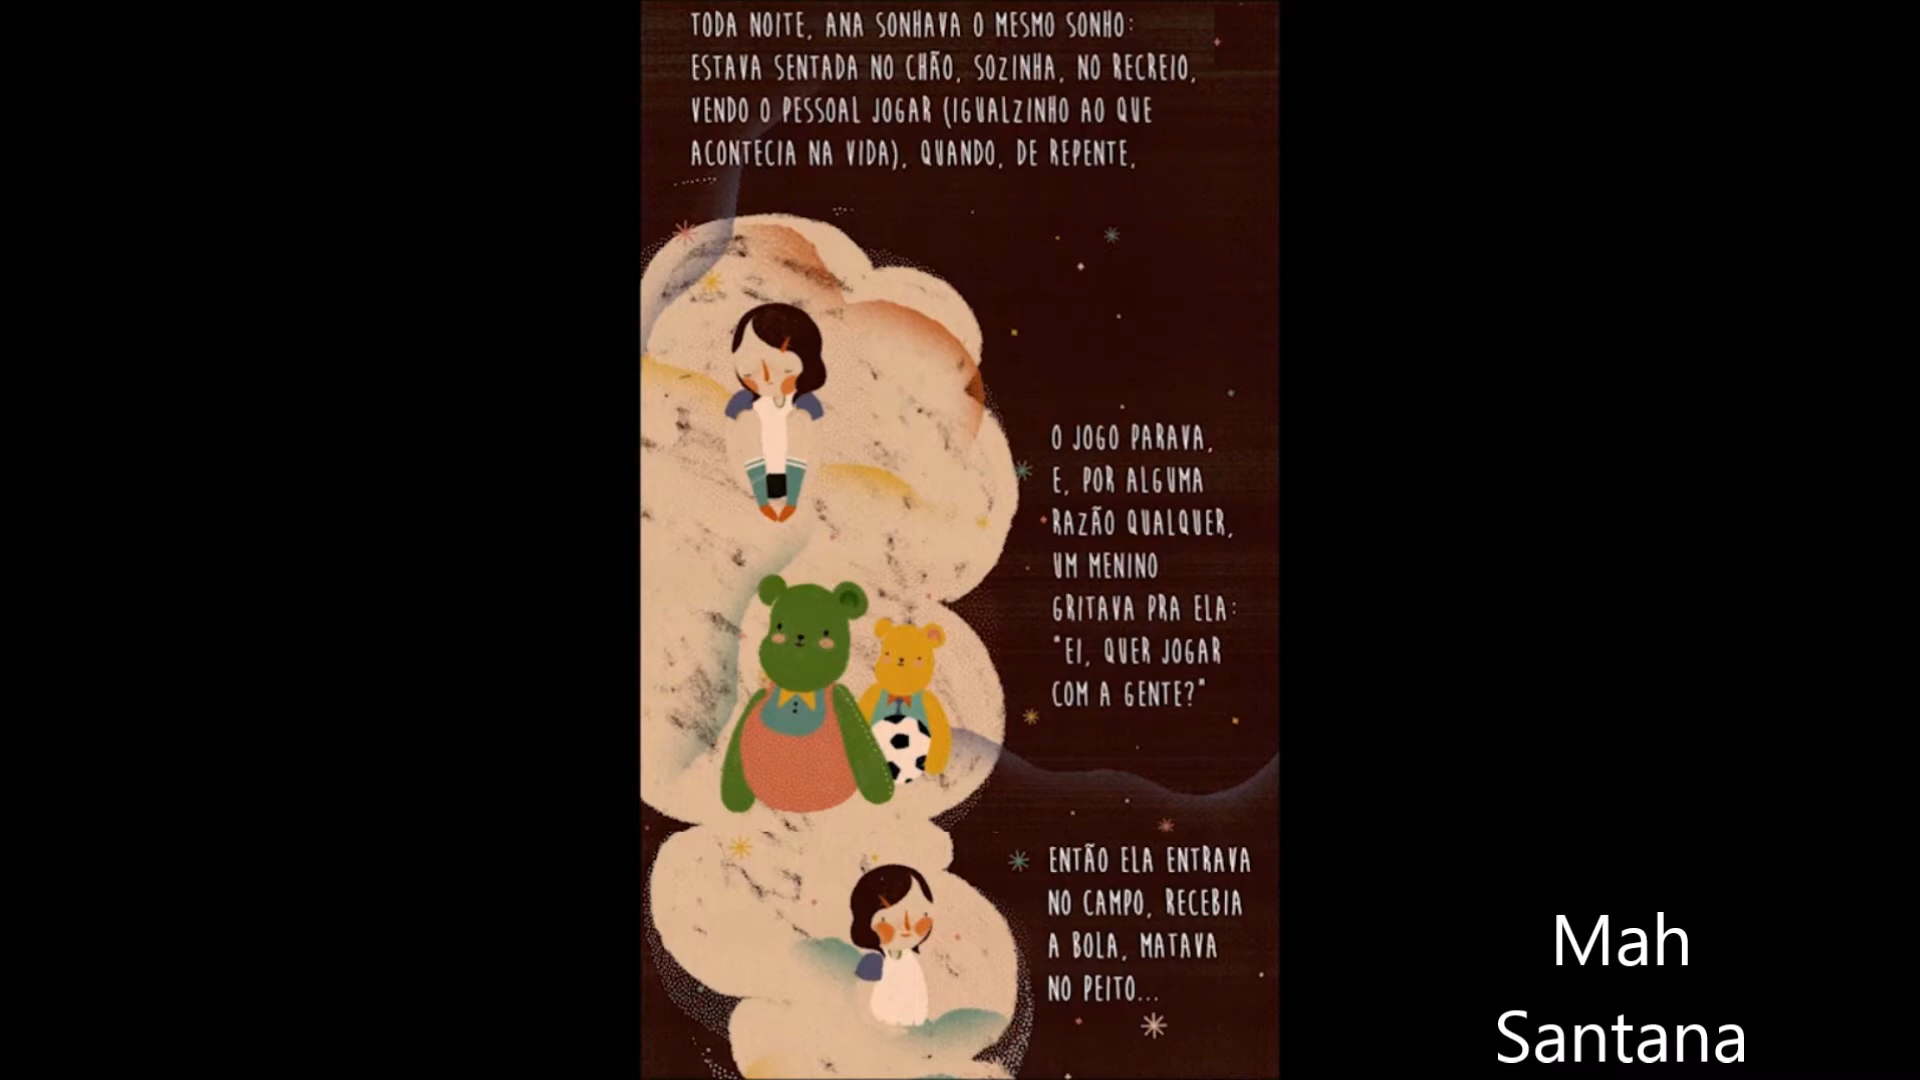 TODA NOITE, ANA SONHAVA O MESMO SONHO:
ESTAVA SENTADA NO CHÃO, SOZINHA, NO RECREIO,
VENDO O PESSOAL JOGAR (IGUALZINHO AO QUE
ACONTECIA NA VIDA), QUANDO, DE REPENTE,
O JOGO PARAVA,
E, POR ALGUMA
RAZÃO QUALQUER,
UM MENINO
GRITAVA PRA ELA:
"EI, QUER JOGAR
COM A GENTE?"
ENTÃO ELA ENTRAVA
NO CAMPO, RECEBIA
A BOLA, MATAVA
NO PEITO...
Mah
Santana